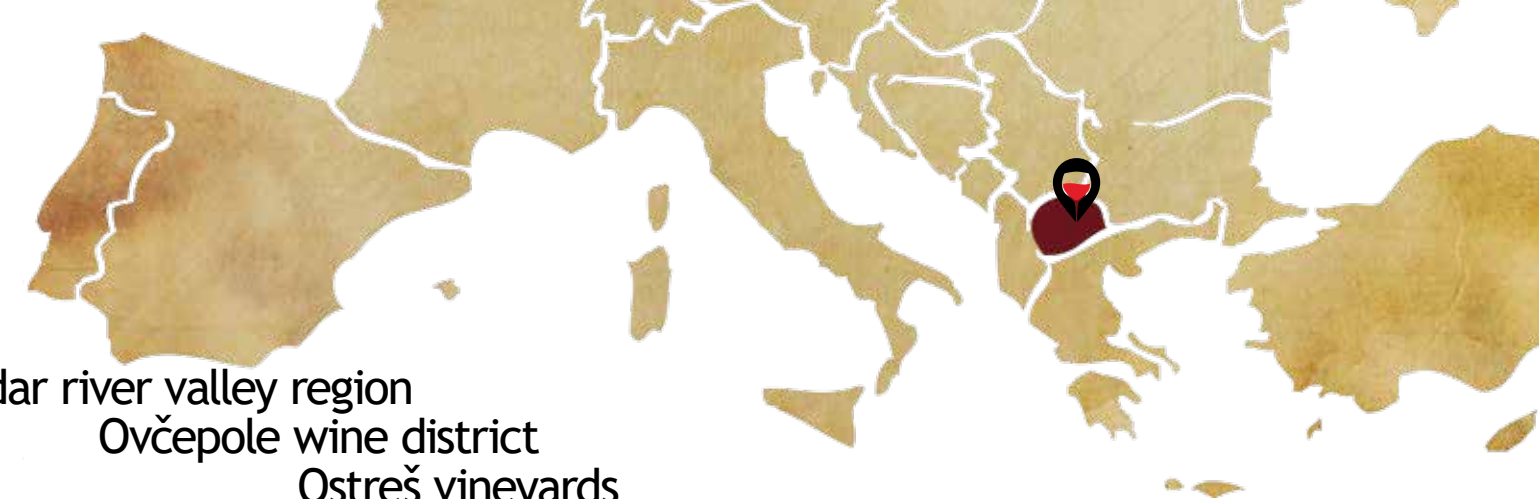 dar river valley region
Ovčepole wine district
Ostreš vineyards